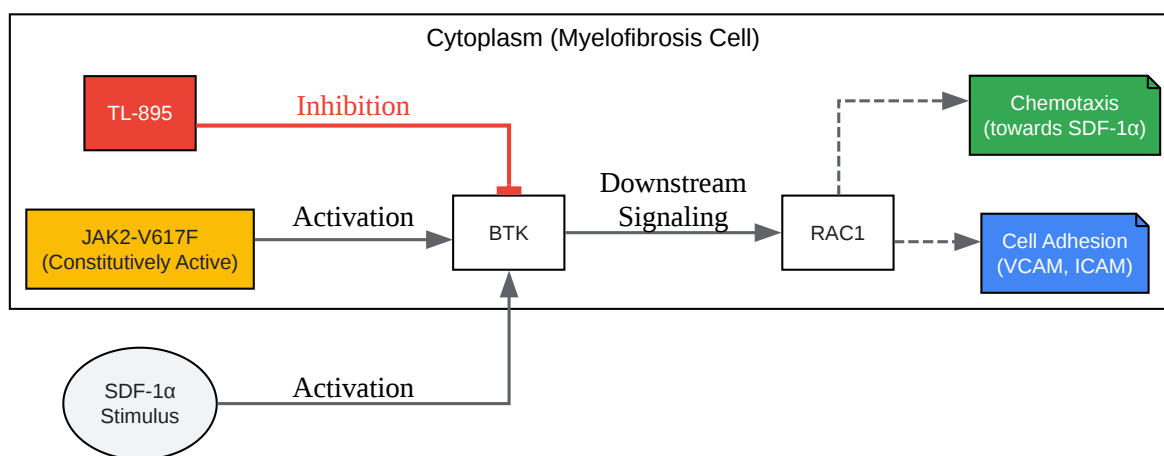 Cytoplasm (Myelofibrosis Cell)
TL-895
Inhibition
Chemotaxis
(towards SDF-1α)
JAK2-V617F
(Constitutively Active)
Activation
BTK
Downstream
Signaling
RAC1
Cell Adhesion
(VCAM, ICAM)
SDF-1α
Stimulus
Activation